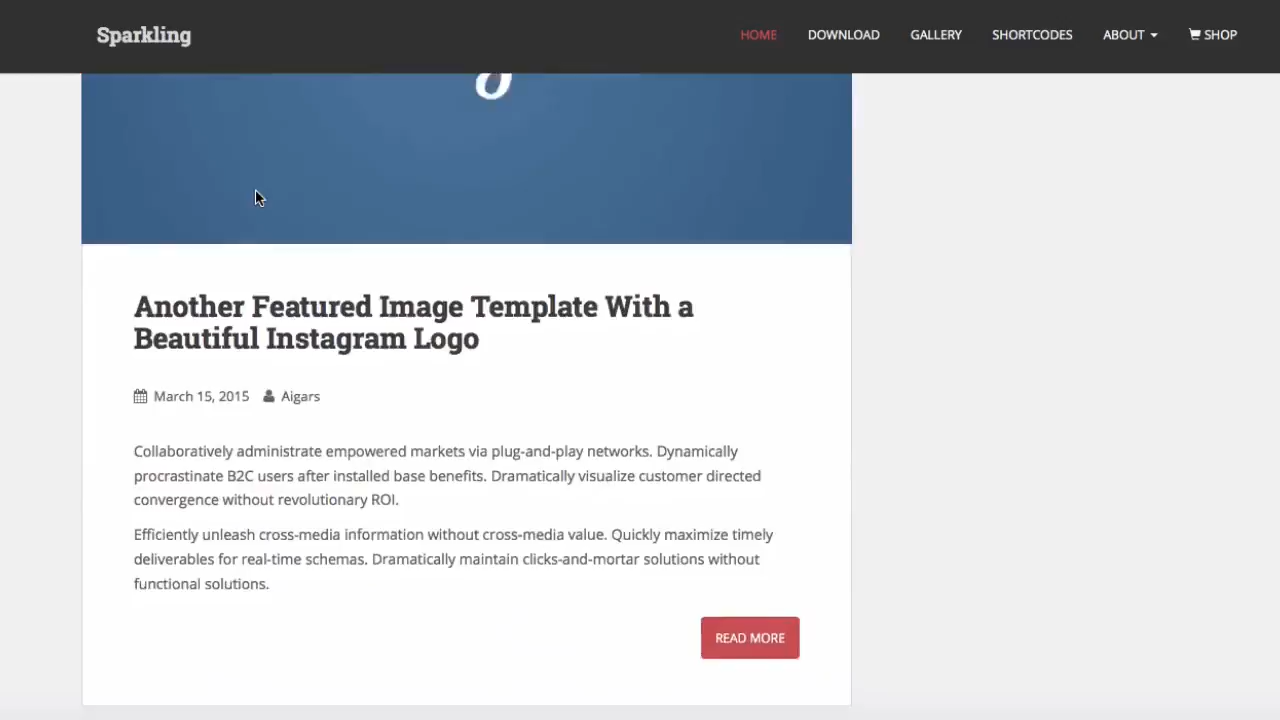 Sparkling
HOME DOWNLOAD GALLERY SHORTCODES ABOUT SHOP
Another Featured Image Template With a
Beautiful Instagram Logo
March 15, 2015 Aigars
Collaboratively administrate empowered markets via plug-and-play networks. Dynamically
procrastinate B2C users after installed base benefits. Dramatically visualize customer directed
convergence without revolutionary ROI.
Efficiently unleash cross-media information without cross-media value. Quickly maximize timely
deliverables for real-time schemas. Dramatically maintain clicks-and-mortar solutions without
functional solutions.
READ MORE